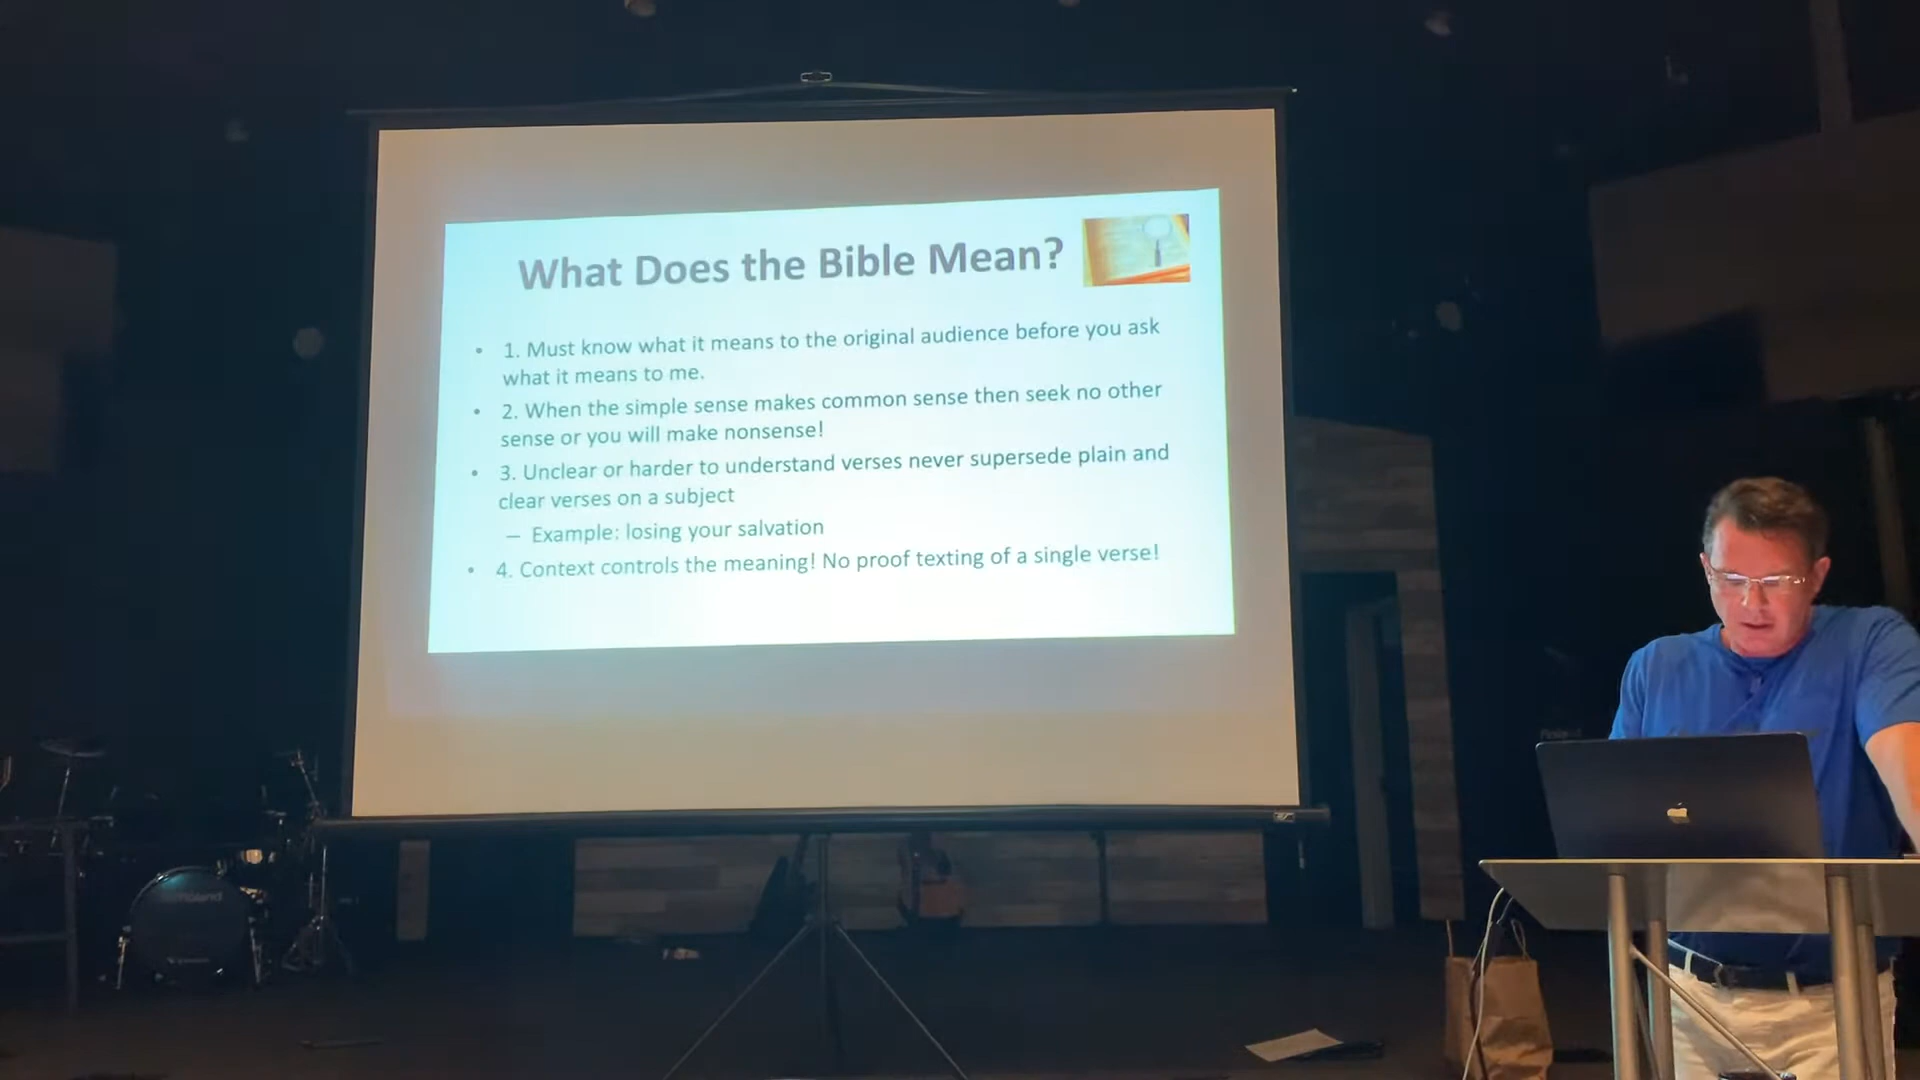 What Does the Bible Mean?
• 1. Must know what it means to the original audience before you ask
what it means to me.
• 2. When the simple sense makes common sense then seek no other
sense or you will make nonsense!
• 3. Unclear or harder to understand verses never supersede plain and
clear verses on a subject
– Example: losing your salvation
• 4. Context controls the meaning! No proof texting of a single verse!
Roland
Roland